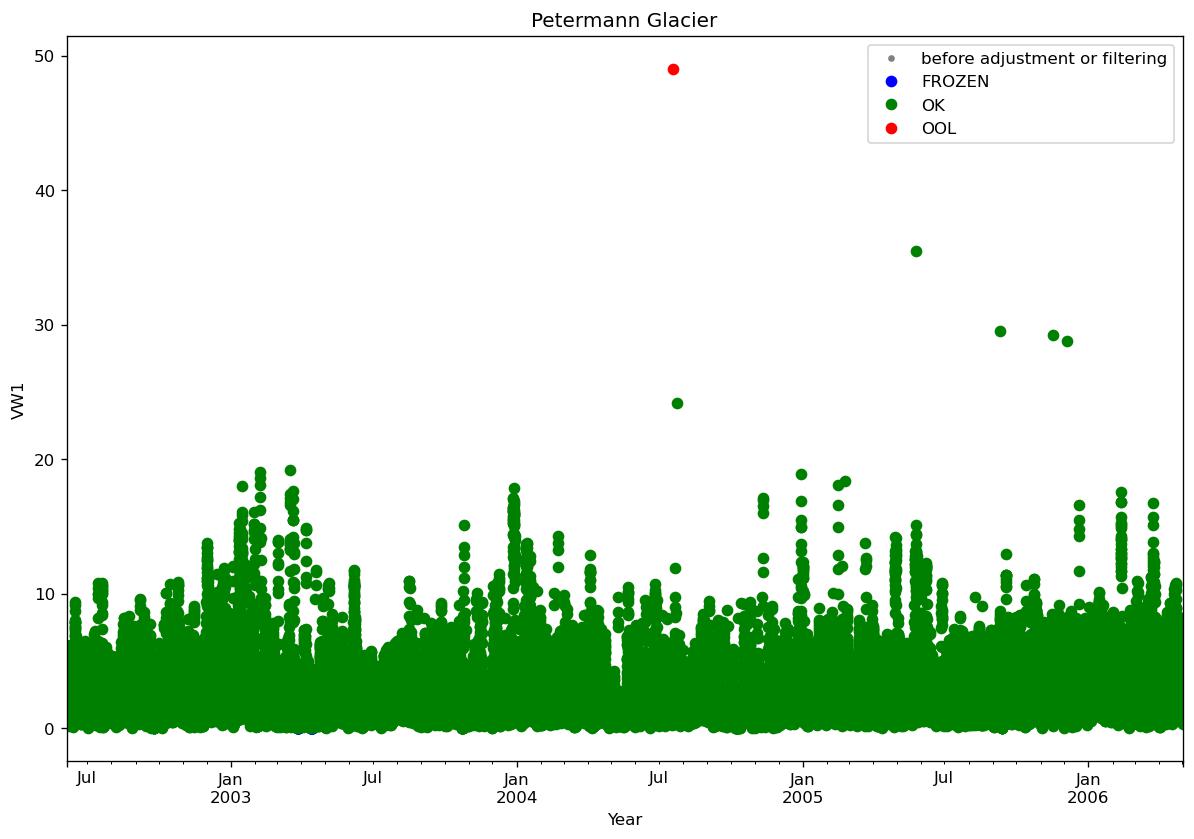 Petermann Glacier
before adjustment or filtering
FROZEN
OK
OOL
50
40
30
20
10
0
VW1
Jul Jan Jul Jan Jul Jan Jul Jan
2003 2004 2005 2006
Year